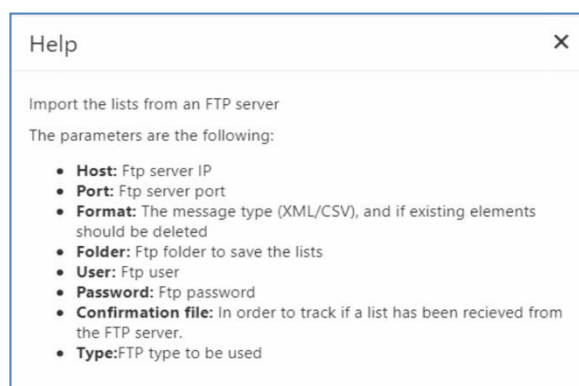 Help
Import the lists from an FTP server
The parameters are the following:
• Host: Ftp server IP
• Port: Ftp server port
• Format: The message type (XML/CSV), and if existing elements
should be deleted
• Folder: Ftp folder to save the lists
• User: Ftp user
• Password: Ftp password
• Confirmation file: In order to track if a list has been recieved from
the FTP server.
• Type:FTP type to be used